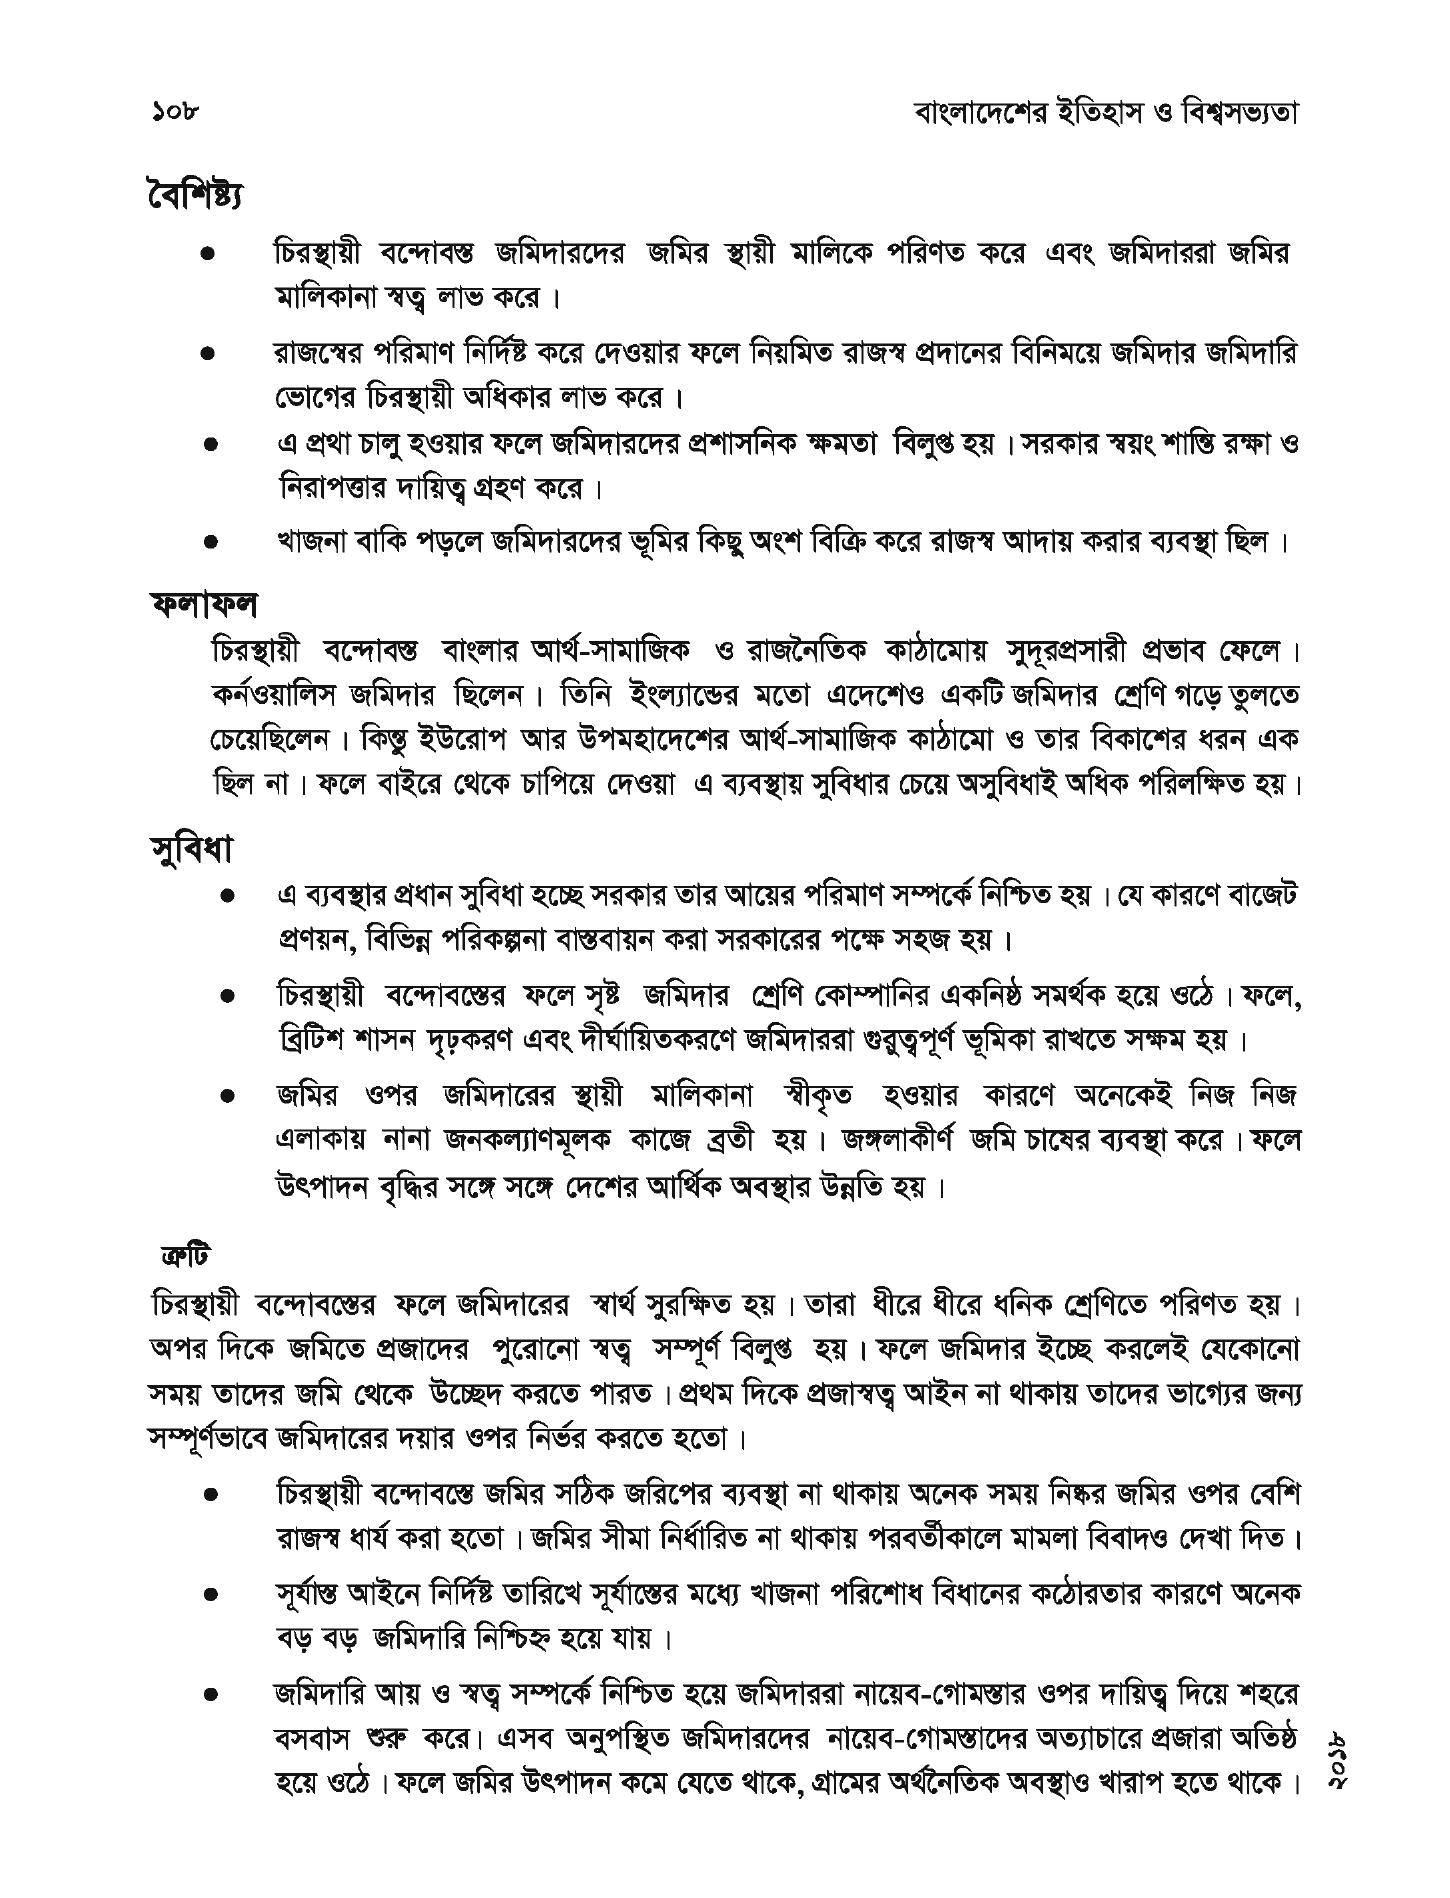 ১০৮
বাংলাদেশের ইতিহাস ও বিশ্বসভ্যতা
বৈশিষ্ট্য
● চিরস্থায়ী বন্দোবস্ত জমিদারদের জমির স্থায়ী মালিকে পরিণত করে এবং জমিদাররা জমির
মালিকানা স্বত্ব লাভ করে ।
● রাজস্বের পরিমাণ নির্দিষ্ট করে দেওয়ার ফলে নিয়মিত রাজস্ব প্রদানের বিনিময়ে জমিদার জমিদারি
ভোগের চিরস্থায়ী অধিকার লাভ করে ।
● এ প্রথা চালু হওয়ার ফলে জমিদারদের প্রশাসনিক ক্ষমতা বিলুপ্ত হয় । সরকার স্বয়ং শান্তি রক্ষা ও
নিরাপত্তার দায়িত্ব গ্রহণ করে ।
● খাজনা বাকি পড়লে জমিদারদের ভূমির কিছু অংশ বিক্রি করে রাজস্ব আদায় করার ব্যবস্থা ছিল ।
ফলাফল
চিরস্থায়ী বন্দোবস্ত বাংলার আর্থ-সামাজিক ও রাজনৈতিক কাঠামোয় সুদূরপ্রসারী প্রভাব ফেলে ।
কর্নওয়ালিস জমিদার ছিলেন । তিনি ইংল্যান্ডের মতো এদেশেও একটি জমিদার শ্রেণি গড়ে তুলতে
চেয়েছিলেন । কিন্তু ইউরোপ আর উপমহাদেশের আর্থ-সামাজিক কাঠামো ও তার বিকাশের ধরন এক
ছিল না । ফলে বাইরে থেকে চাপিয়ে দেওয়া এ ব্যবস্থায় সুবিধার চেয়ে অসুবিধাই অধিক পরিলক্ষিত হয় ।
সুবিধা
● এ ব্যবস্থার প্রধান সুবিধা হচ্ছে সরকার তার আয়ের পরিমাণ সম্পর্কে নিশ্চিত হয় । যে কারণে বাজেট
প্রণয়ন, বিভিন্ন পরিকল্পনা বাস্তবায়ন করা সরকারের পক্ষে সহজ হয় ।
● চিরস্থায়ী বন্দোবস্তের ফলে সৃষ্ট জমিদার শ্রেণি কোম্পানির একনিষ্ঠ সমর্থক হয়ে ওঠে । ফলে,
ব্রিটিশ শাসন দৃঢ়করণ এবং দীর্ঘায়িতকরণে জমিদাররা গুরুত্বপূর্ণ ভূমিকা রাখতে সক্ষম হয় ।
● জমির ওপর জমিদারের স্থায়ী মালিকানা স্বীকৃত হওয়ার কারণে অনেকেই নিজ নিজ
এলাকায় নানা জনকল্যাণমূলক কাজে ব্রতী হয় । জঙ্গলাকীর্ণ জমি চাষের ব্যবস্থা করে । ফলে
উৎপাদন বৃদ্ধির সঙ্গে সঙ্গে দেশের আর্থিক অবস্থার উন্নতি হয় ।
ত্রুটি
চিরস্থায়ী বন্দোবস্তের ফলে জমিদারের স্বার্থ সুরক্ষিত হয় । তারা ধীরে ধীরে ধনিক শ্রেণিতে পরিণত হয় ।
অপর দিকে জমিতে প্রজাদের পুরোনো স্বত্ব সম্পূর্ণ বিলুপ্ত হয় । ফলে জমিদার ইচ্ছে করলেই যেকোনো
সময় তাদের জমি থেকে উচ্ছেদ করতে পারত । প্রথম দিকে প্রজাস্বত্ব আইন না থাকায় তাদের ভাগ্যের জন্য
সম্পূর্ণভাবে জমিদারের দয়ার ওপর নির্ভর করতে হতো ।
● চিরস্থায়ী বন্দোবস্তে জমির সঠিক জরিপের ব্যবস্থা না থাকায় অনেক সময় নিষ্কর জমির ওপর বেশি
রাজস্ব ধার্য করা হতো । জমির সীমা নির্ধারিত না থাকায় পরবর্তীকালে মামলা বিবাদও দেখা দিত ।
● সূর্যাস্ত আইনে নির্দিষ্ট তারিখে সূর্যাস্তের মধ্যে খাজনা পরিশোধ বিধানের কঠোরতার কারণে অনেক
বড় বড় জমিদারি নিশ্চিহ্ন হয়ে যায় ।
● জমিদারি আয় ও স্বত্ব সম্পর্কে নিশ্চিত হয়ে জমিদাররা নায়েব-গোমস্তার ওপর দায়িত্ব দিয়ে শহরে
বসবাস শুরু করে। এসব অনুপস্থিত জমিদারদের নায়েব-গোমস্তাদের অত্যাচারে প্রজারা অতিষ্ঠ
হয়ে ওঠে । ফলে জমির উৎপাদন কমে যেতে থাকে, গ্রামের অর্থনৈতিক অবস্থাও খারাপ হতে থাকে ।
২০১৮